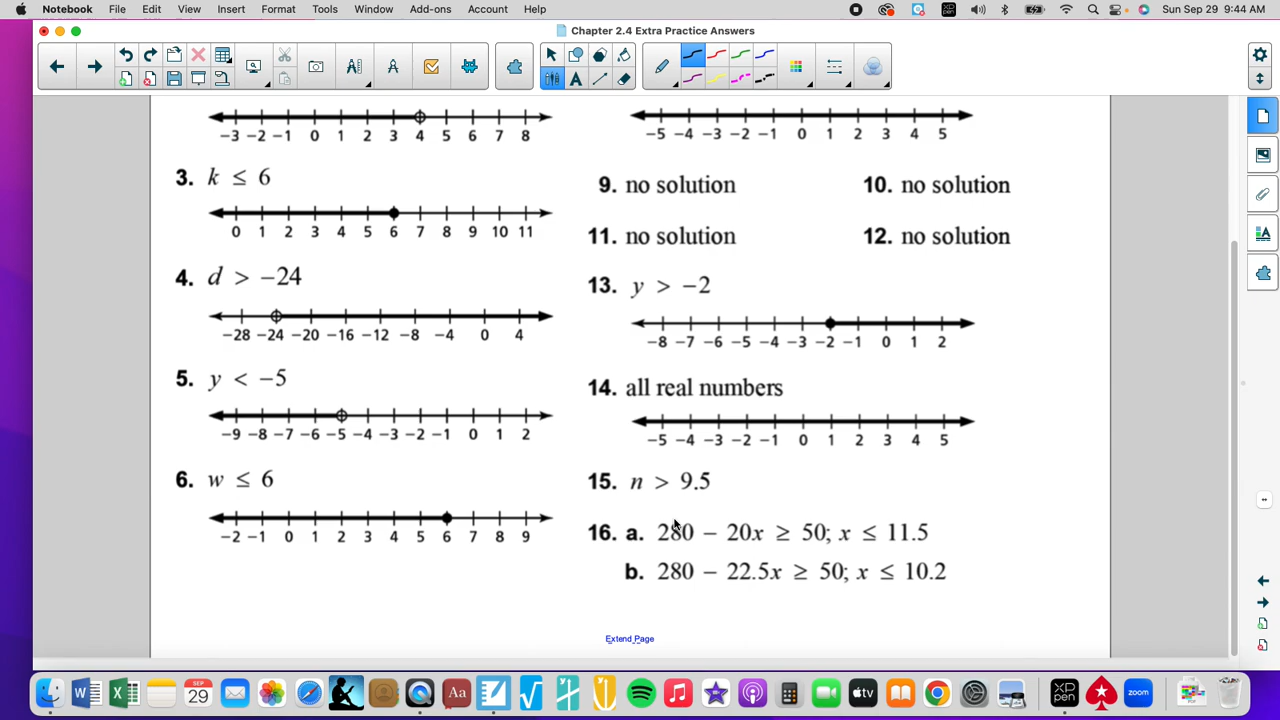 Notebook File Edit View Insert Format Tools Window Add-ons Account Help Sun Sep 29 9:44 AM
Chapter 2.4 Extra Practice Answers
−3 −2 −1 0 1 2 3 4 5 6 7 8
3. k ≤ 6
0 1 2 3 4 5 6 7 8 9 10 11
4. d > −24
−28 −24 −20 −16 −12 −8 −4 0 4
5. y < −5
−9 −8 −7 −6 −5 −4 −3 −2 −1 0 1 2
6. w ≤ 6
−2 −1 0 1 2 3 4 5 6 7 8 9
−5 −4 −3 −2 −1 0 1 2 3 4 5
9. no solution 10. no solution
11. no solution 12. no solution
13. y > −2
−8 −7 −6 −5 −4 −3 −2 −1 0 1 2
14. all real numbers
−5 −4 −3 −2 −1 0 1 2 3 4 5
15. n > 9.5
16. a. 280 − 20x ≥ 50; x ≤ 11.5
b. 280 − 22.5x ≥ 50; x ≤ 10.2
Extend Page
SEP
29
Aa
tv
XP
PEN
zoom